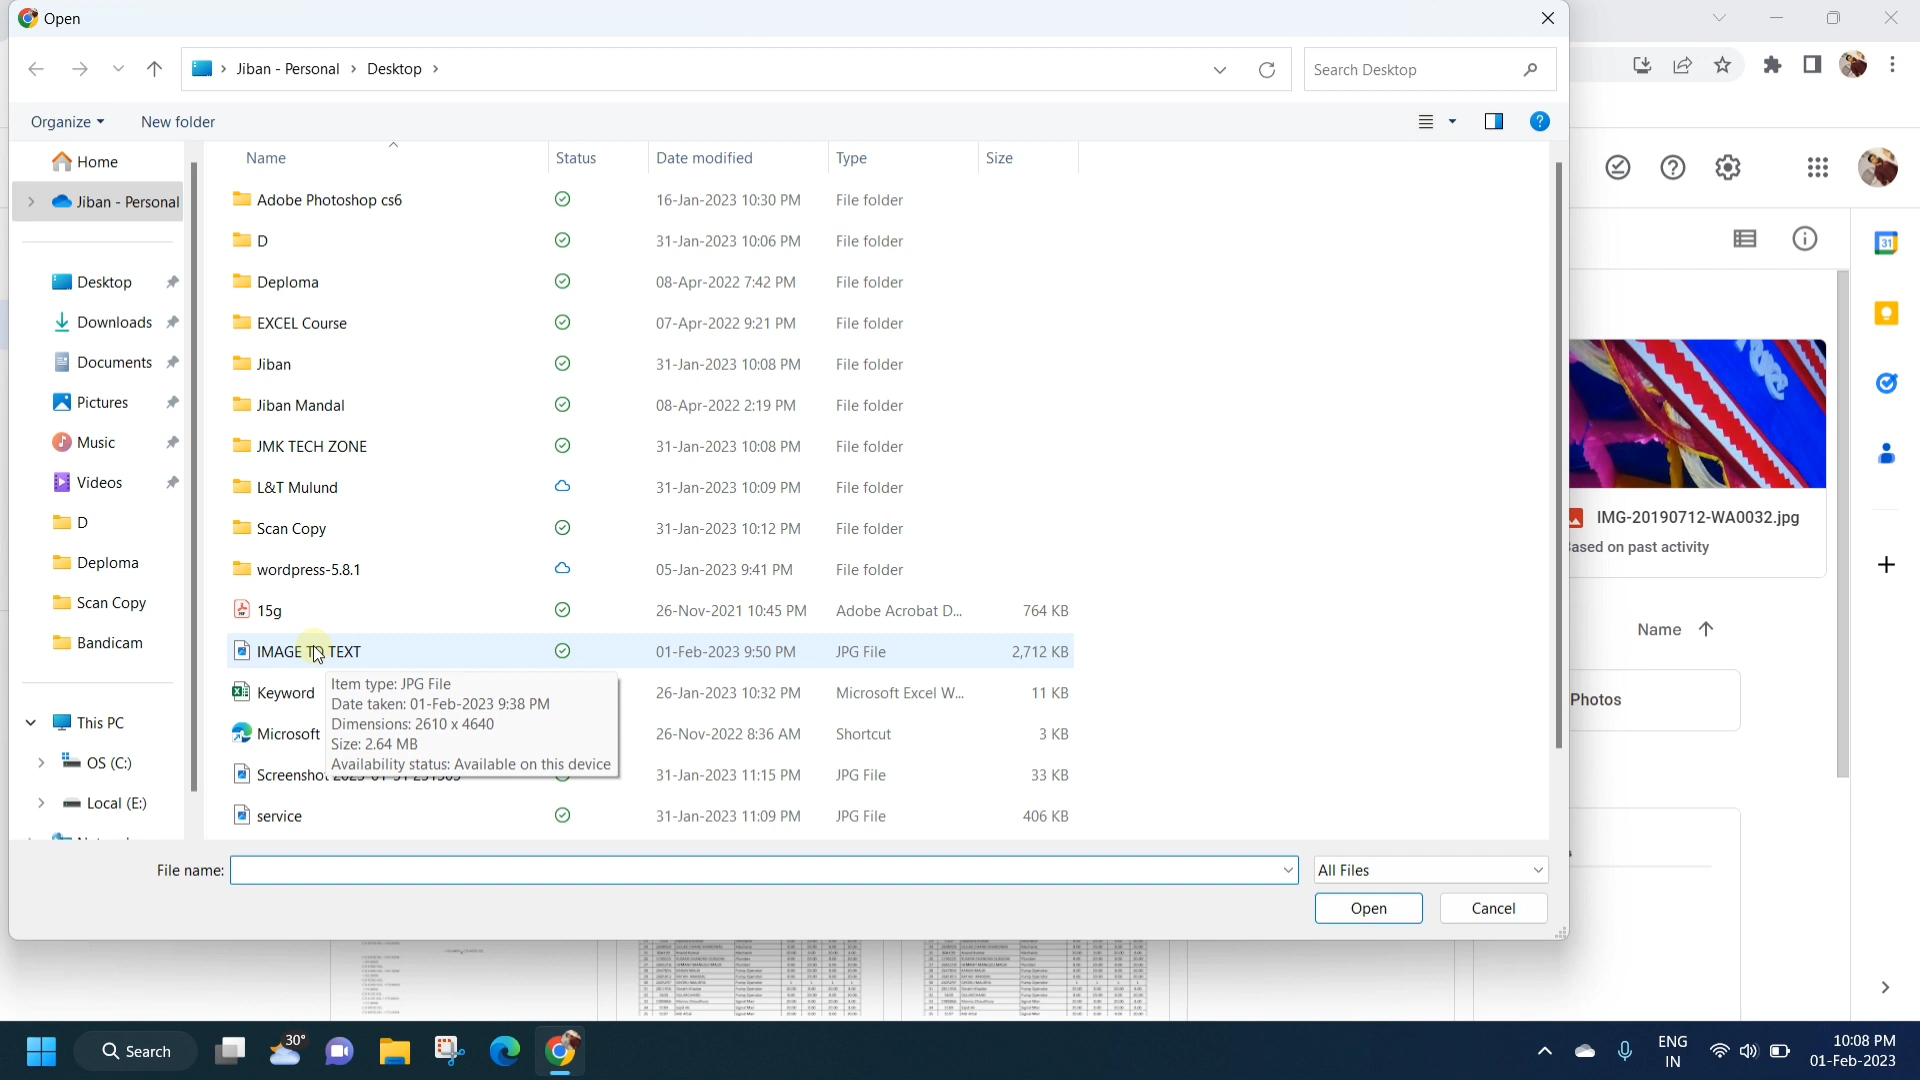 Open
Jiban - Personal > Desktop >
Search Desktop
Organize
New folder
Name
Status
Date modified
Type
Size
Home
Jiban - Personal
Desktop
Downloads
Documents
Pictures
Music
Videos
D
Deploma
Scan Copy
Bandicam
This PC
OS (C:)
Local (E:)
Adobe Photoshop cs6 16-Jan-2023 10:30 PM File folder
D 31-Jan-2023 10:06 PM File folder
Deploma 08-Apr-2022 7:42 PM File folder
EXCEL Course 07-Apr-2022 9:21 PM File folder
Jiban 31-Jan-2023 10:08 PM File folder
Jiban Mandal 08-Apr-2022 2:19 PM File folder
JMK TECH ZONE 31-Jan-2023 10:08 PM File folder
L&T Mulund 31-Jan-2023 10:09 PM File folder
Scan Copy 31-Jan-2023 10:12 PM File folder
wordpress-5.8.1 05-Jan-2023 9:41 PM File folder
15g 26-Nov-2021 10:45 PM Adobe Acrobat D... 764 KB
IMAGE TO TEXT 01-Feb-2023 9:50 PM JPG File 2,712 KB
Keyword 26-Jan-2023 10:32 PM Microsoft Excel W... 11 KB
Microsoft 26-Nov-2022 8:36 AM Shortcut 3 KB
Screenshot 31-Jan-2023 11:15 PM JPG File 33 KB
service 31-Jan-2023 11:09 PM JPG File 406 KB
Item type: JPG File
Date taken: 01-Feb-2023 9:38 PM
Dimensions: 2610 x 4640
Size: 2.64 MB
Availability status: Available on this device
File name:
All Files
Open
Cancel
31
IMG-20190712-WA0032.jpg
ased on past activity
Name
Photos
30°
Search
ENG
IN
10:08 PM
01-Feb-2023